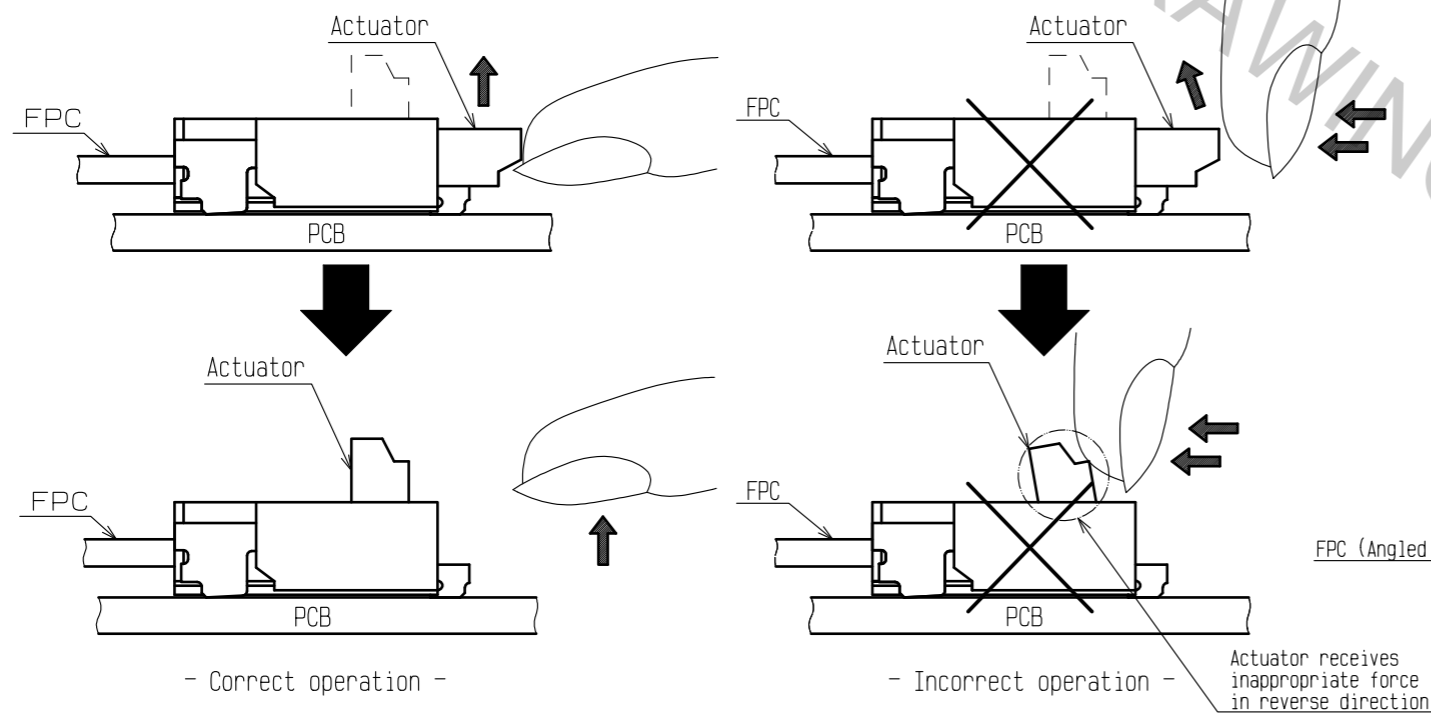 Actuator
FPC
PCB
Actuator
FPC
PCB
- Correct operation -
Actuator
FPC
PCB
Actuator
FPC
PCB
- Incorrect operation -
Actuator receives
inappropriate force
in reverse direction
FPC (Angled